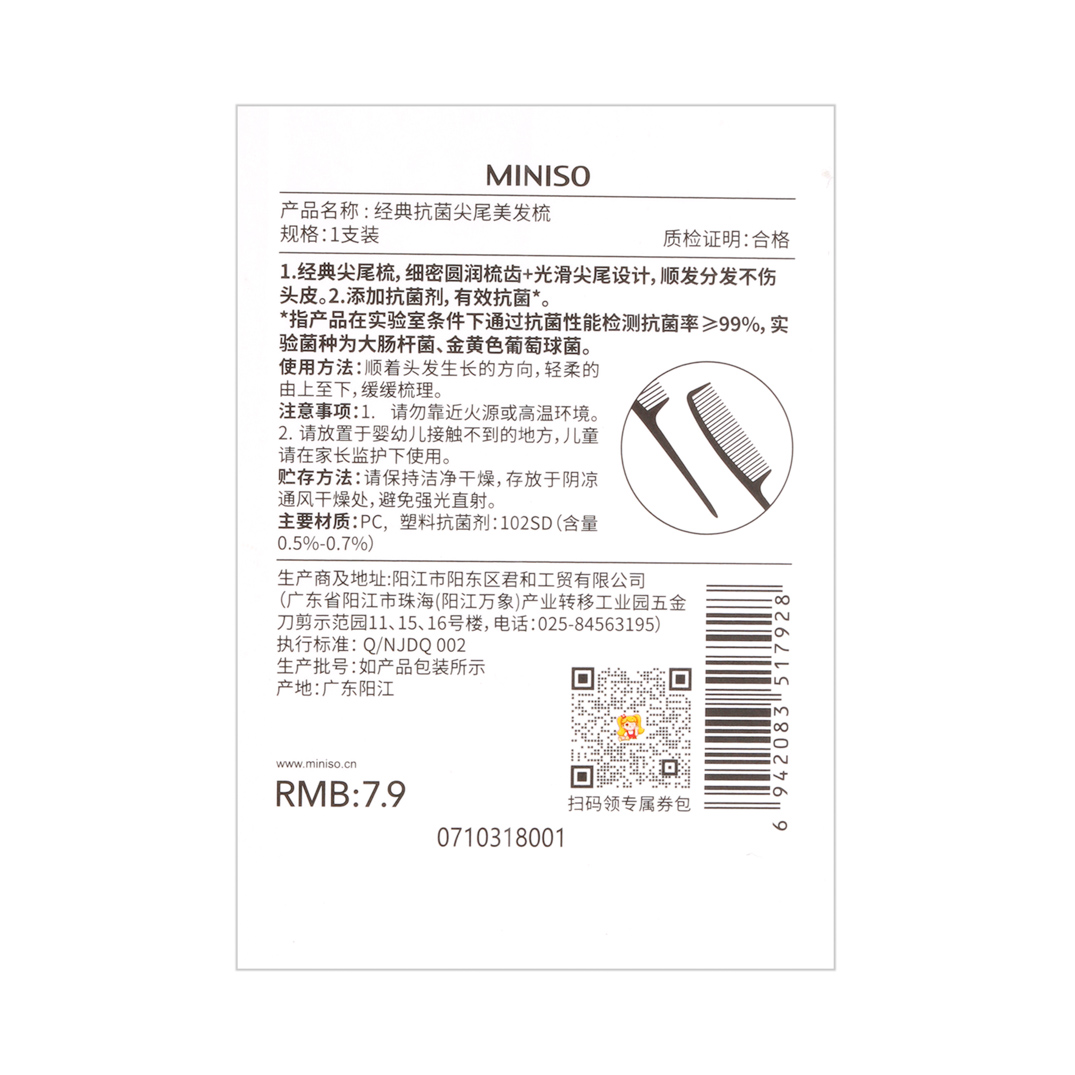 MINISO
产品名称：经典抗菌尖尾美发梳
规格：1支装
质检证明：合格
1.经典尖尾梳，细密圆润梳齿+光滑尖尾设计，顺发分发不伤
头皮。2.添加抗菌剂，有效抗菌*。
*指产品在实验室条件下通过抗菌性能检测抗菌率≥99%，实
验菌种为大肠杆菌、金黄色葡萄球菌。
使用方法：顺着头发生长的方向，轻柔的
由上至下，缓缓梳理。
注意事项：1. 请勿靠近火源或高温环境。
2. 请放置于婴幼儿接触不到的地方，儿童
请在家长监护下使用。
贮存方法：请保持洁净干燥，存放于阴凉
通风干燥处，避免强光直射。
主要材质：PC，塑料抗菌剂：102SD（含量
0.5%-0.7%）
生产商及地址:阳江市阳东区君和工贸有限公司
（广东省阳江市珠海(阳江万象)产业转移工业园五金
刀剪示范园11、15、16号楼，电话：025-84563195）
执行标准：Q/NJDQ 002
生产批号：如产品包装所示
产地：广东阳江
www.miniso.cn
RMB:7.9
扫码领专属券包
6 942083 517928
0710318001